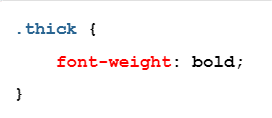 .thick {
    font-weight: bold;
}